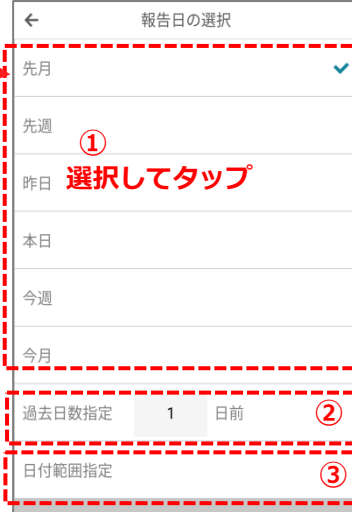 ← 報告日の選択
先月
先週
①
昨日 選択してタップ
本日
今週
今月
過去日数指定 1 日前 ②
日付範囲指定 ③